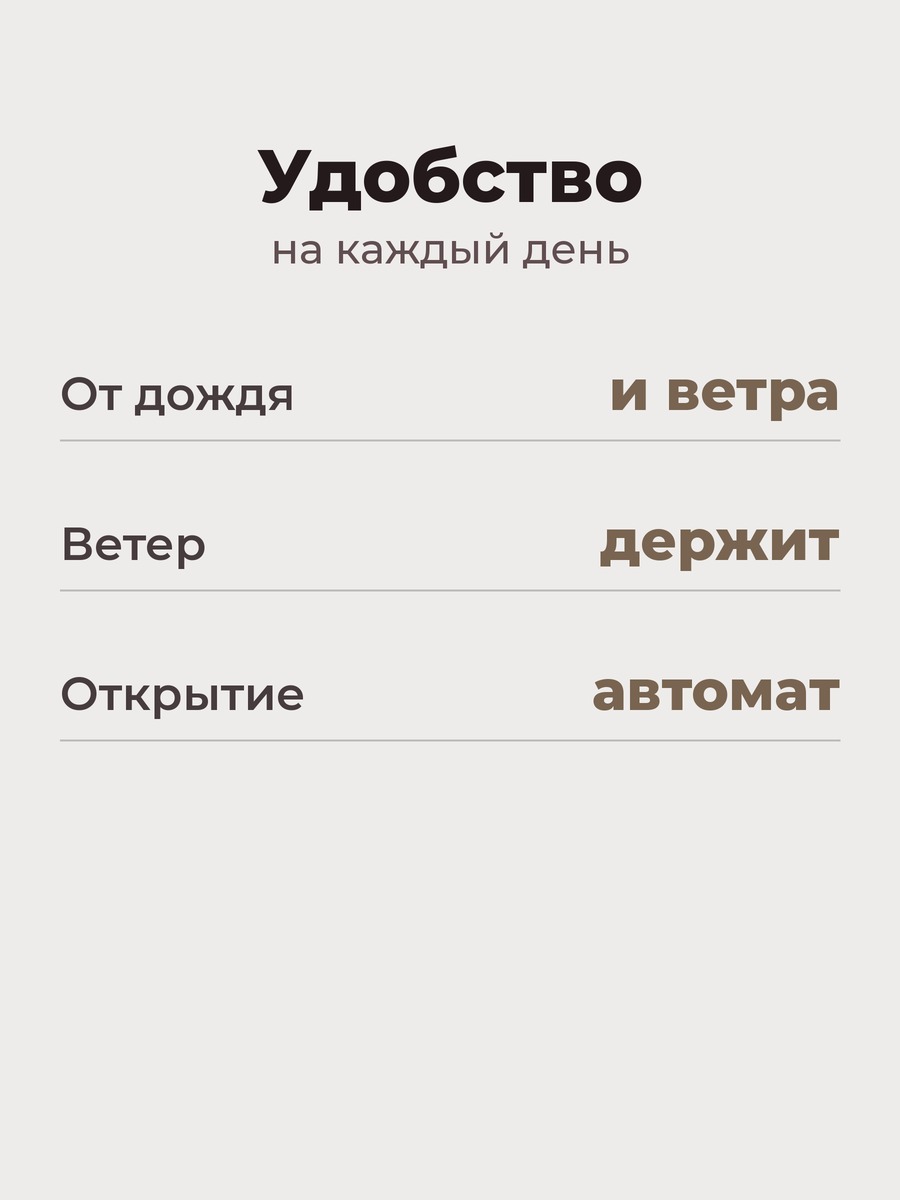 Удобство
на каждый день
От дождя и ветра
Ветер держит
Открытие автомат